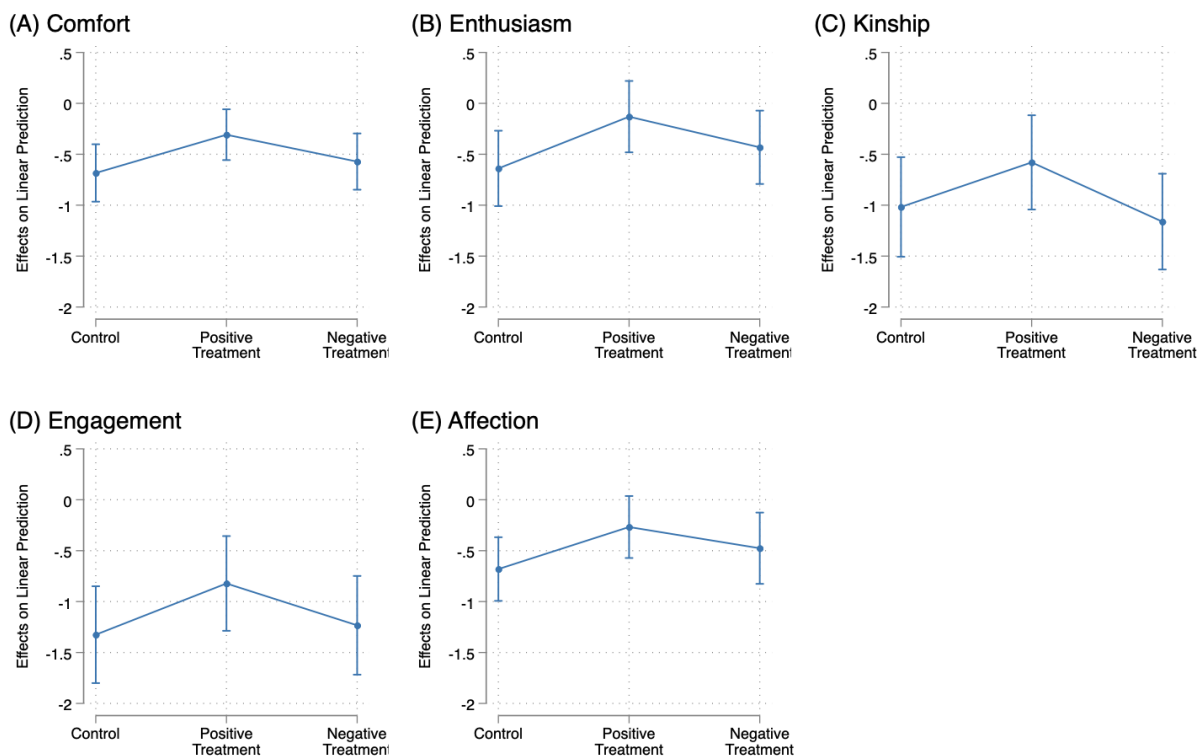 (A) Comfort
Effects on Linear Prediction
.5
0
-.5
-1
-1.5
-2
Control
Positive
Treatment
Negative
Treatment
(B) Enthusiasm
Effects on Linear Prediction
.5
0
-.5
-1
-1.5
-2
Control
Positive
Treatment
Negative
Treatment
(C) Kinship
Effects on Linear Prediction
.5
0
-.5
-1
-1.5
-2
Control
Positive
Treatment
Negative
Treatment
(D) Engagement
Effects on Linear Prediction
.5
0
-.5
-1
-1.5
-2
Control
Positive
Treatment
Negative
Treatment
(E) Affection
Effects on Linear Prediction
.5
0
-.5
-1
-1.5
-2
Control
Positive
Treatment
Negative
Treatment